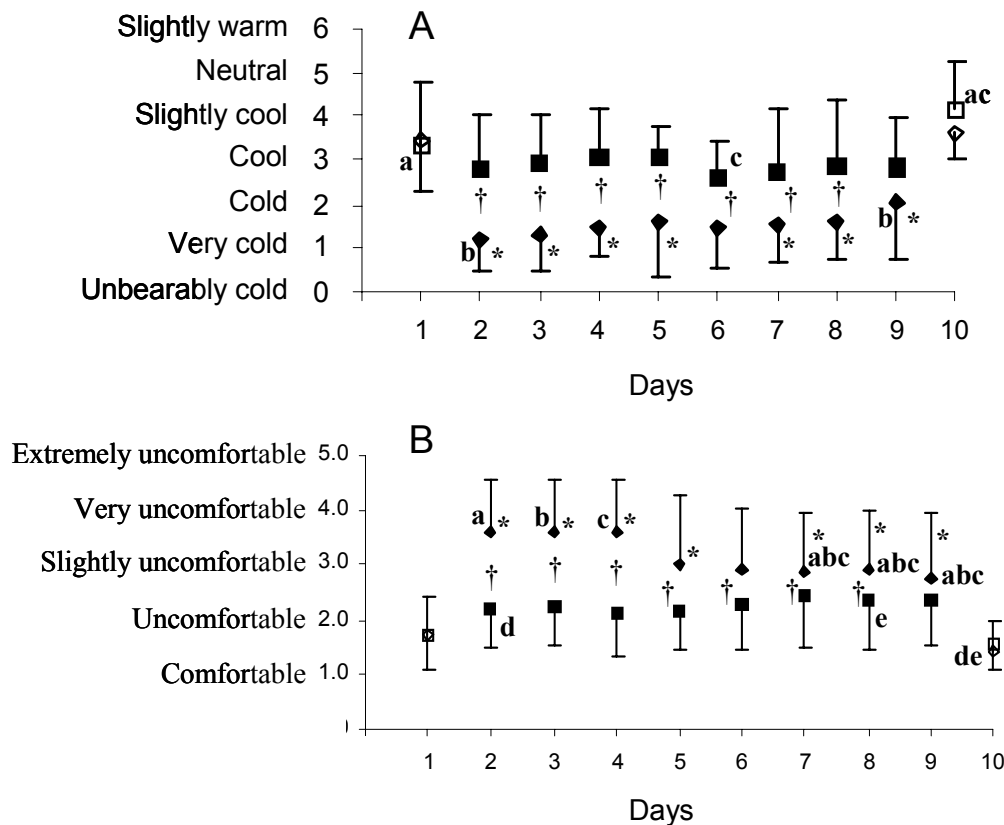 A
Slightly warm 6
Neutral 5
Slightly cool 4
Cool 3
Cold 2
Very cold 1
Unbearably cold 0
a
b *
†
†
*
†
*
†
*
c
†
†
*
†
*
b *
ac
1 2 3 4 5 6 7 8 9 10
Days
B
Extremely uncomfortable 5.0
Very uncomfortable 4.0
Slightly uncomfortable 3.0
Uncomfortable 2.0
Comfortable 1.0
a *
†
d
b *
†
c *
†
*
†
†
*
abc
†
*
abc
†
e
*
abc
de
1 2 3 4 5 6 7 8 9 10
Days